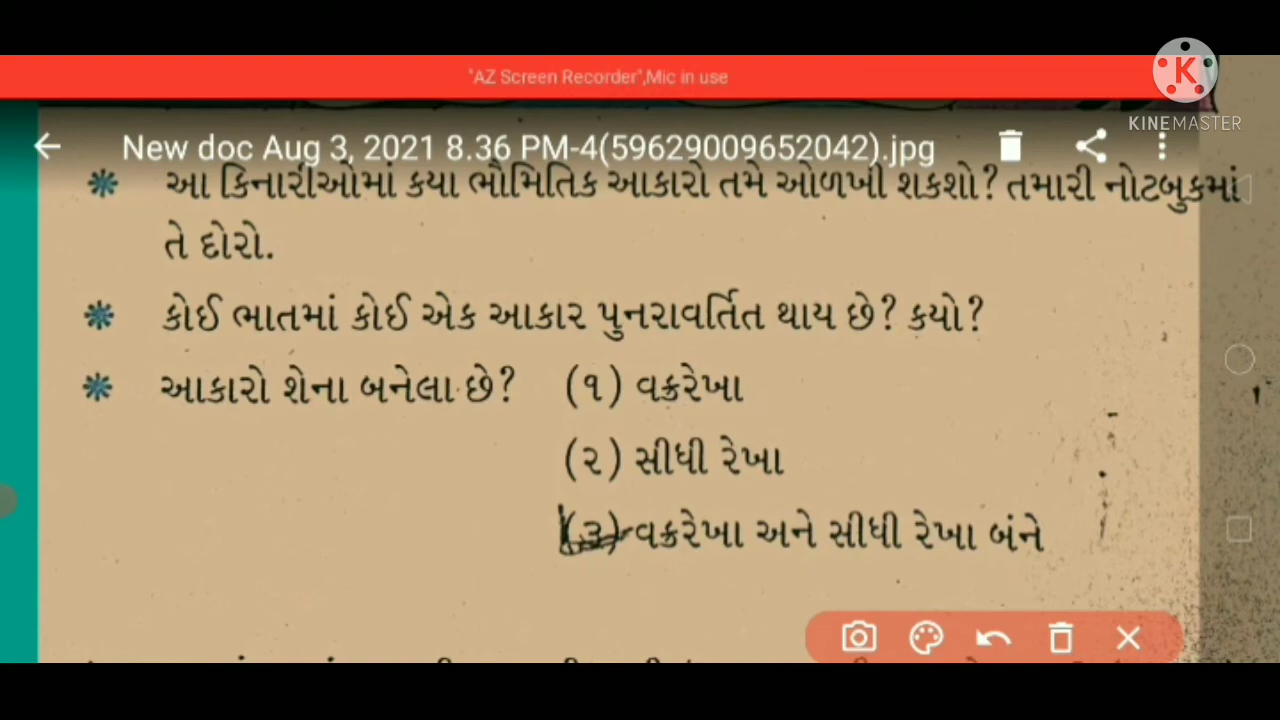 "AZ Screen Recorder",Mic in use
KINEMASTER
New doc Aug 3, 2021 8.36 PM-4(59629009652042).jpg
* આ કિનારીઓમાં કયા ભૌમિતિક આકારો તમે ઓળખી શકશો? તમારી નોટબુકમાં
તે દોરો.
* કોઈ ભાતમાં કોઈ એક આકાર પુનરાવર્તિત થાય છે? કયો?
* આકારો શેના બનેલા છે? (૧) વક્રરેખા
(૨) સીધી રેખા
(૩) વક્રરેખા અને સીધી રેખા બંને